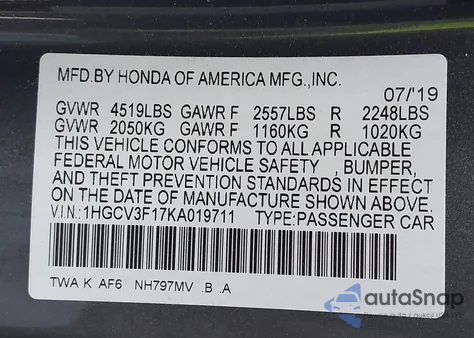 MFD.BY HONDA OF AMERICA MFG.,INC.
07/'19
GVWR 4519LBS GAWR F 2557LBS R 2248LBS
GVWR 2050KG GAWR F 1160KG R 1020KG
THIS VEHICLE CONFORMS TO ALL APPLICABLE
FEDERAL MOTOR VEHICLE SAFETY , BUMPER,
AND THEFT PREVENTION STANDARDS IN EFFECT
ON THE DATE OF MANUFACTURE SHOWN ABOVE.
V.I.N:1HGCV3F17KA019711 TYPE:PASSENGER CAR
TWA K AF6 NH797MV .B .A
autoSnap